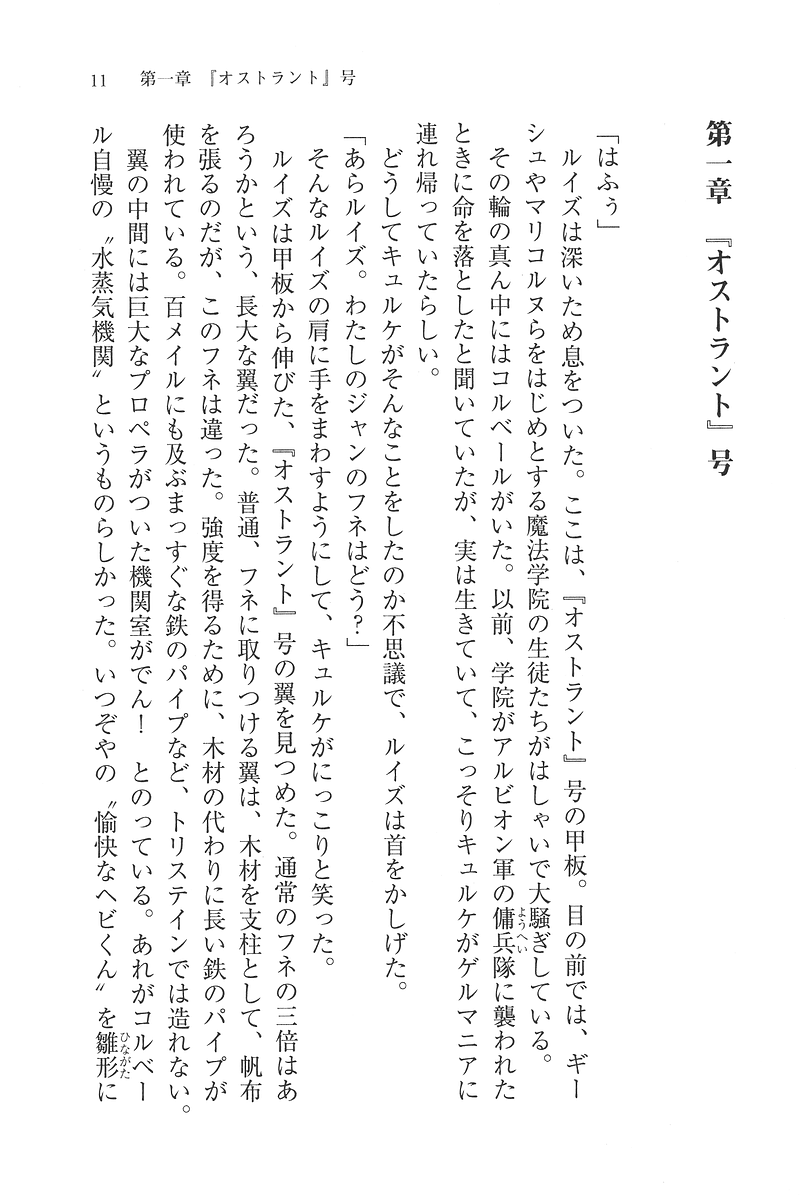 11　第一章　『オストラント』号
第一章　『オストラント』号
「はふぅ」
　ルイズは深いため息をついた。ここは、『オストラント』号の甲板。目の前では、ギー
シュやマリコルヌらをはじめとする魔法学院の生徒たちがはしゃいで大騒ぎしている。
　その輪の真ん中にはコルベールがいた。以前、学院がアルビオン軍の傭兵隊に襲われた
ようへい
ときに命を落としたと聞いていたが、実は生きていて、こっそりキュルケがゲルマニアに
連れ帰っていたらしい。
　どうしてキュルケがそんなことをしたのか不思議で、ルイズは首をかしげた。
「あらルイズ。わたしのジャンのフネはどう？」
　そんなルイズの肩に手をまわすようにして、キュルケがにっこりと笑った。
　ルイズは甲板から伸びた、『オストラント』号の翼を見つめた。通常のフネの三倍はあ
ろうかという、長大な翼だった。普通、フネに取りつける翼は、木材を支柱として、帆布
を張るのだが、このフネは違った。強度を得るために、木材の代わりに長い鉄のパイプが
使われている。百メイルにも及ぶまっすぐな鉄のパイプなど、トリステインでは造れない。
　翼の中間には巨大なプロペラがついた機関室がでん！　とのっている。あれがコルベー
ル自慢の〝水蒸気機関〟というものらしかった。いつぞやの〝愉快なヘビくん〟を雛形に
ひながた